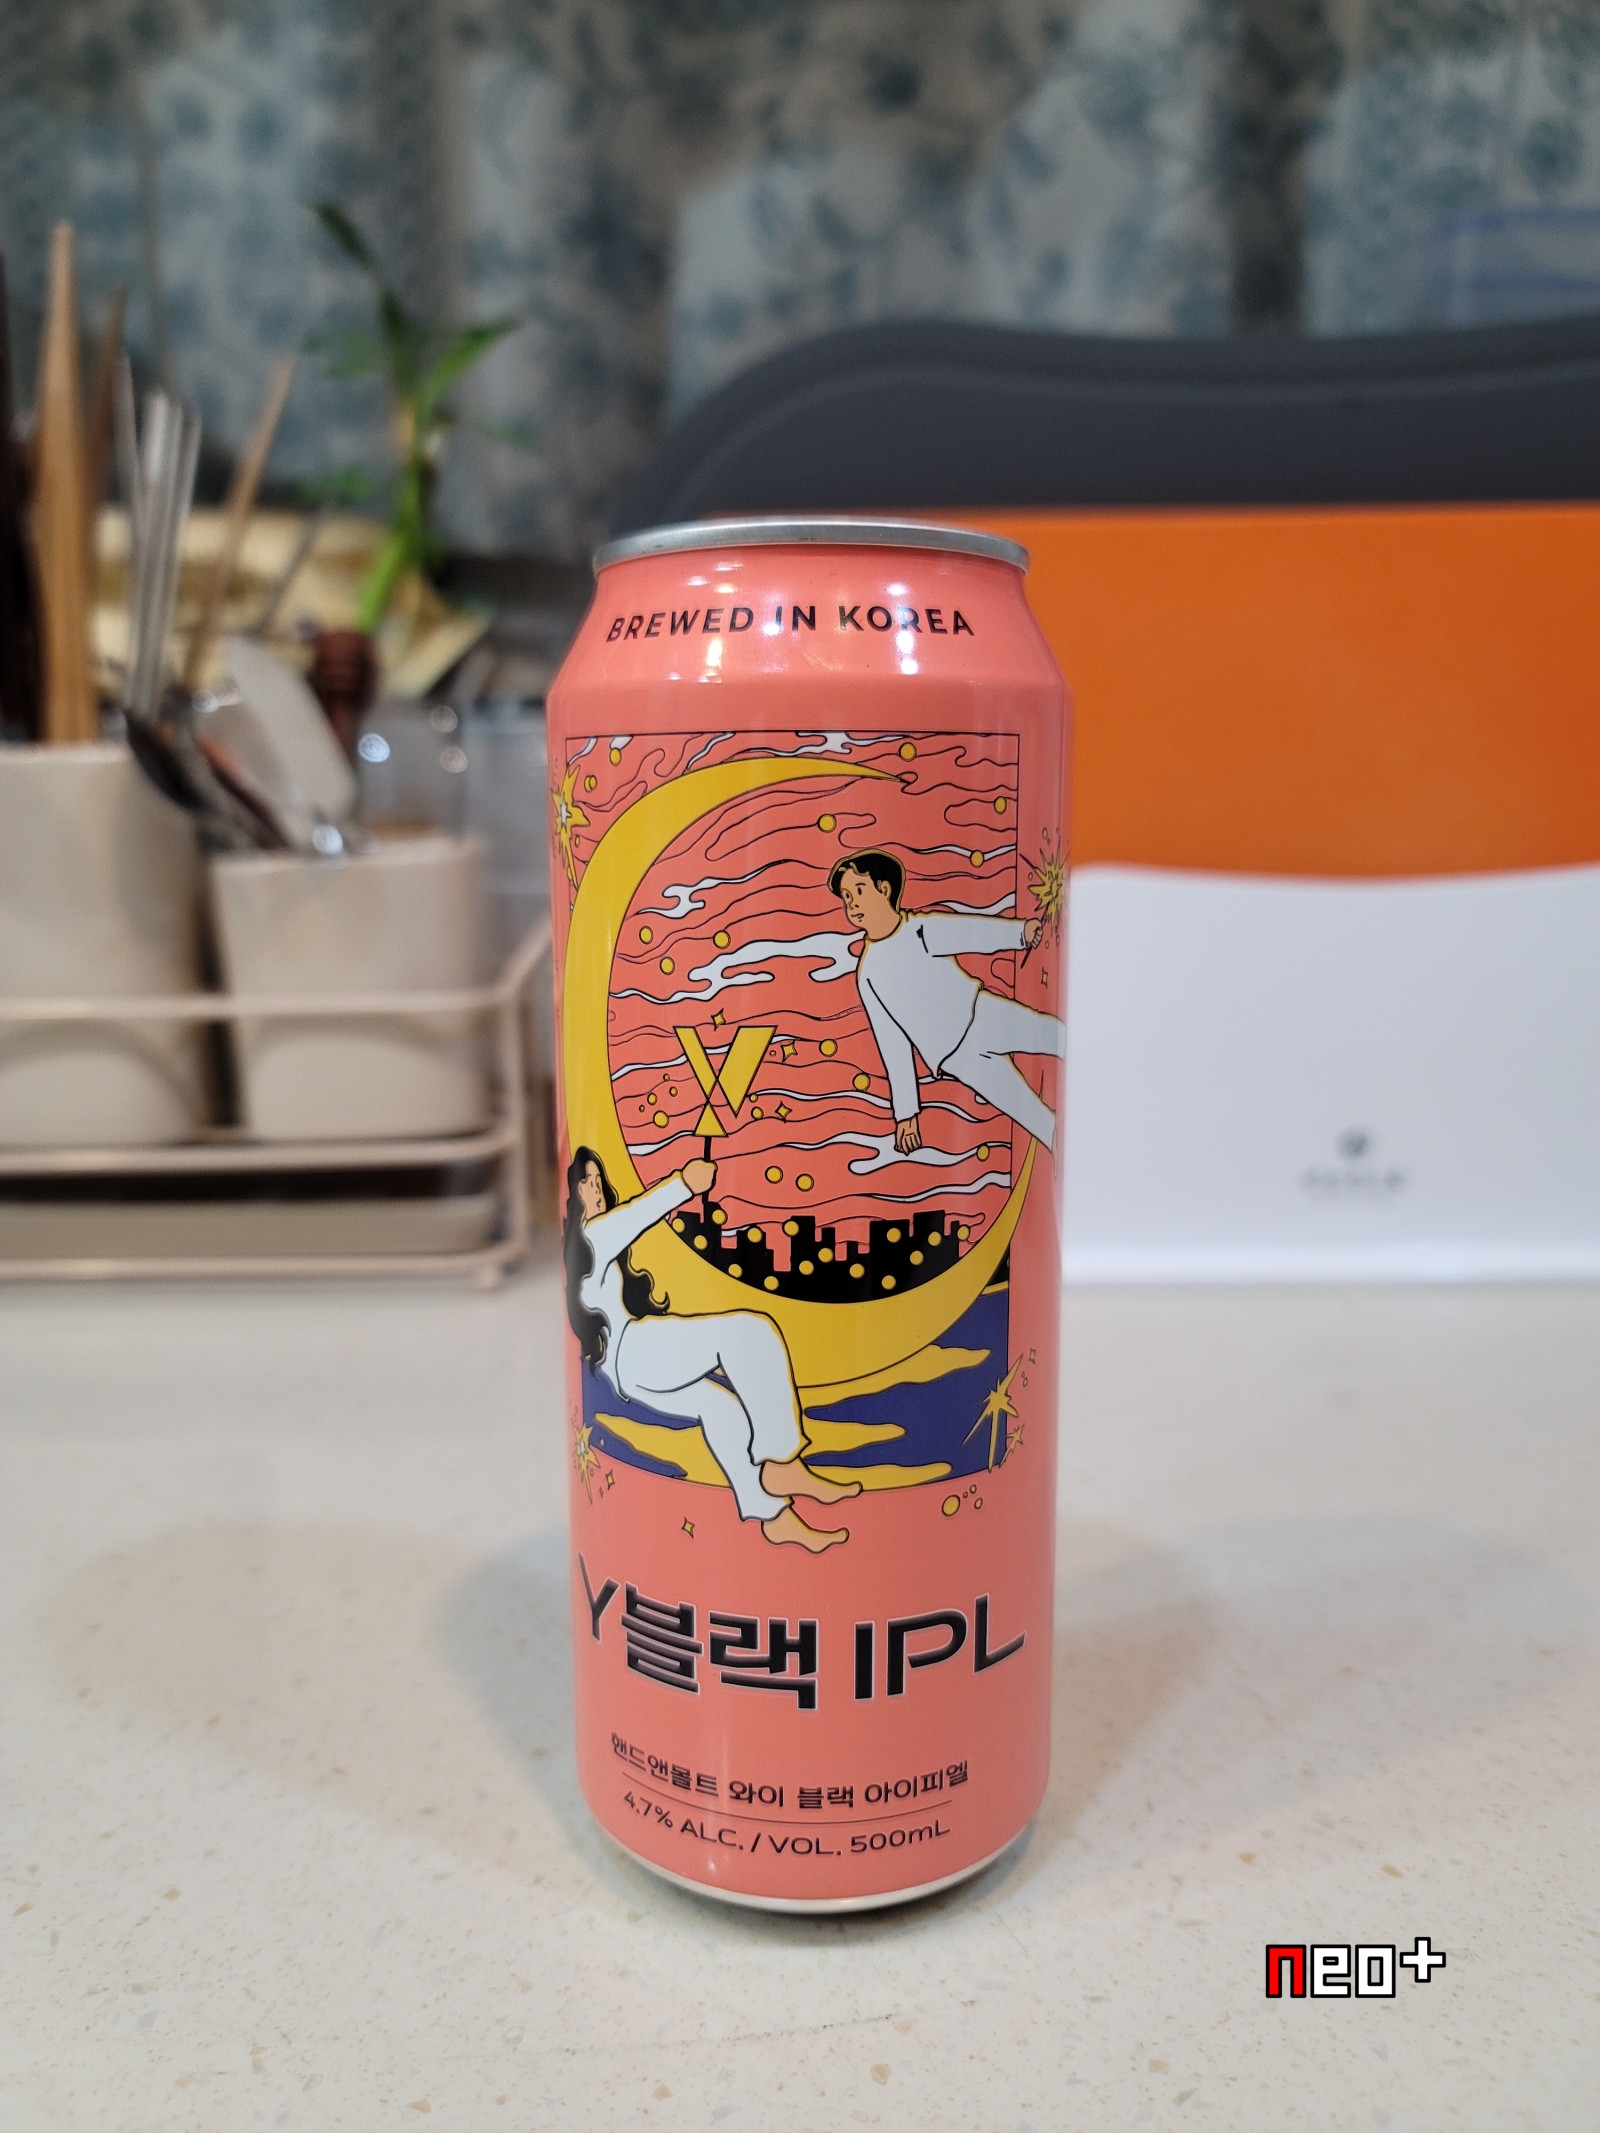 BREWED IN KOREA
Y블랙 IPL
핸드앤몰트 와이 블랙 아이피엘
4.7% ALC. / VOL. 500mL
neo+